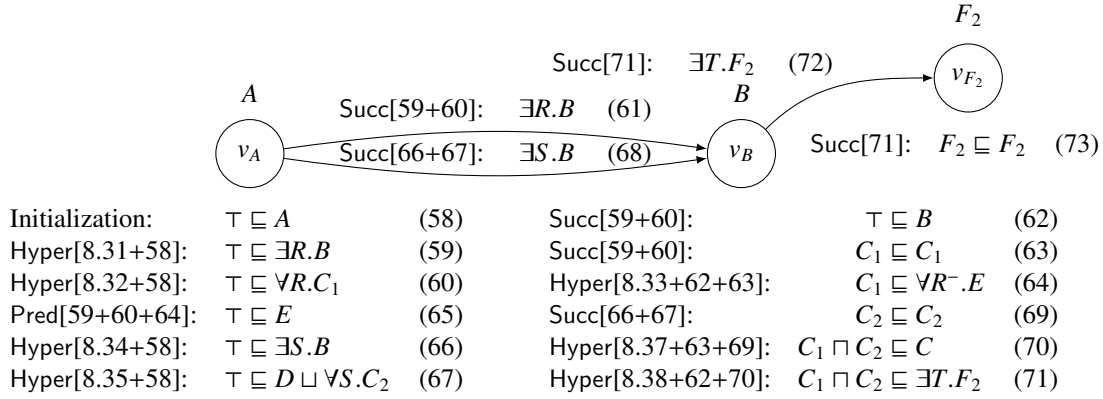 F₂
Succ[71]: ∃T.F₂ (72)
v_F₂
A B
Succ[59+60]: ∃R.B (61)
v_A Succ[66+67]: ∃S.B (68) v_B Succ[71]: F₂ ⊑ F₂ (73)
Initialization: ⊤ ⊑ A (58) Succ[59+60]: ⊤ ⊑ B (62)
Hyper[8.31+58]: ⊤ ⊑ ∃R.B (59) Succ[59+60]: C₁ ⊑ C₁ (63)
Hyper[8.32+58]: ⊤ ⊑ ∀R.C₁ (60) Hyper[8.33+62+63]: C₁ ⊑ ∀R⁻.E (64)
Pred[59+60+64]: ⊤ ⊑ E (65) Succ[66+67]: C₂ ⊑ C₂ (69)
Hyper[8.34+58]: ⊤ ⊑ ∃S.B (66) Hyper[8.37+63+69]: C₁ ⊓ C₂ ⊑ C (70)
Hyper[8.35+58]: ⊤ ⊑ D ⊔ ∀S.C₂ (67) Hyper[8.38+62+70]: C₁ ⊓ C₂ ⊑ ∃T.F₂ (71)